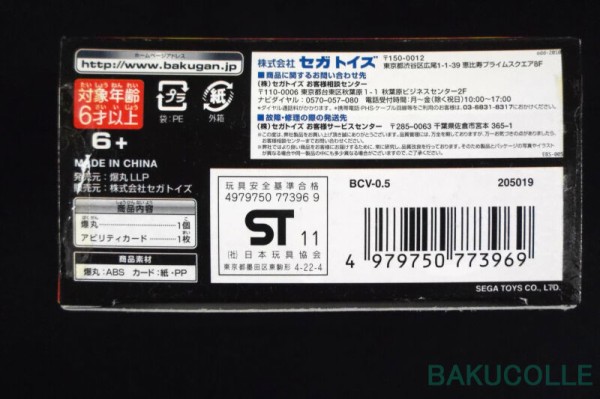 ホームページアドレス
http://www.bakugan.jp
対象年齢
6才以上
6+
プラ
紙
袋:PE
外箱
MADE IN CHINA
発売元:爆丸LLP
販売元:株式会社セガトイズ
商品内容
爆丸 1個
アビリティカード 1枚
商品素材
爆丸:ABS カード:紙・PP
株式会社 セガトイズ
〒150-0012
東京都渋谷区広尾1-1-39 恵比寿プライムスクエア8F
■商品に関するお問い合わせ先
(株)セガトイズ お客様相談センター
〒110-0006 東京都台東区秋葉原1-1 秋葉原ビジネスセンター2F
ナビダイヤル:0570-057-080 電話受付時間:月〜金(除く祝日)10:00〜17:00
■故障・修理の際の発送先
(株)セガトイズ お客様サービスセンター 〒285-0063 千葉県佐倉市宮本 365-1
玩具安全基準合格
4979750 77396 9
ST 11
(社)日本玩具協会
東京都墨田区東駒形 4-22-4
BCV-0.5
205019
4 979750 773969
SEGA TOYS CO., LTD.
BAKUCOLLE